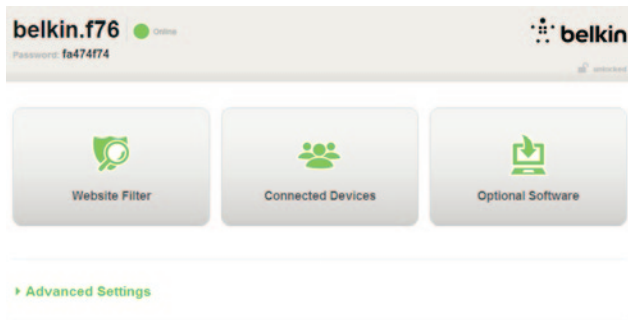 belkin.f76 Online
Password: fa474f74
belkin
unlocked
Website Filter
Connected Devices
Optional Software
Advanced Settings